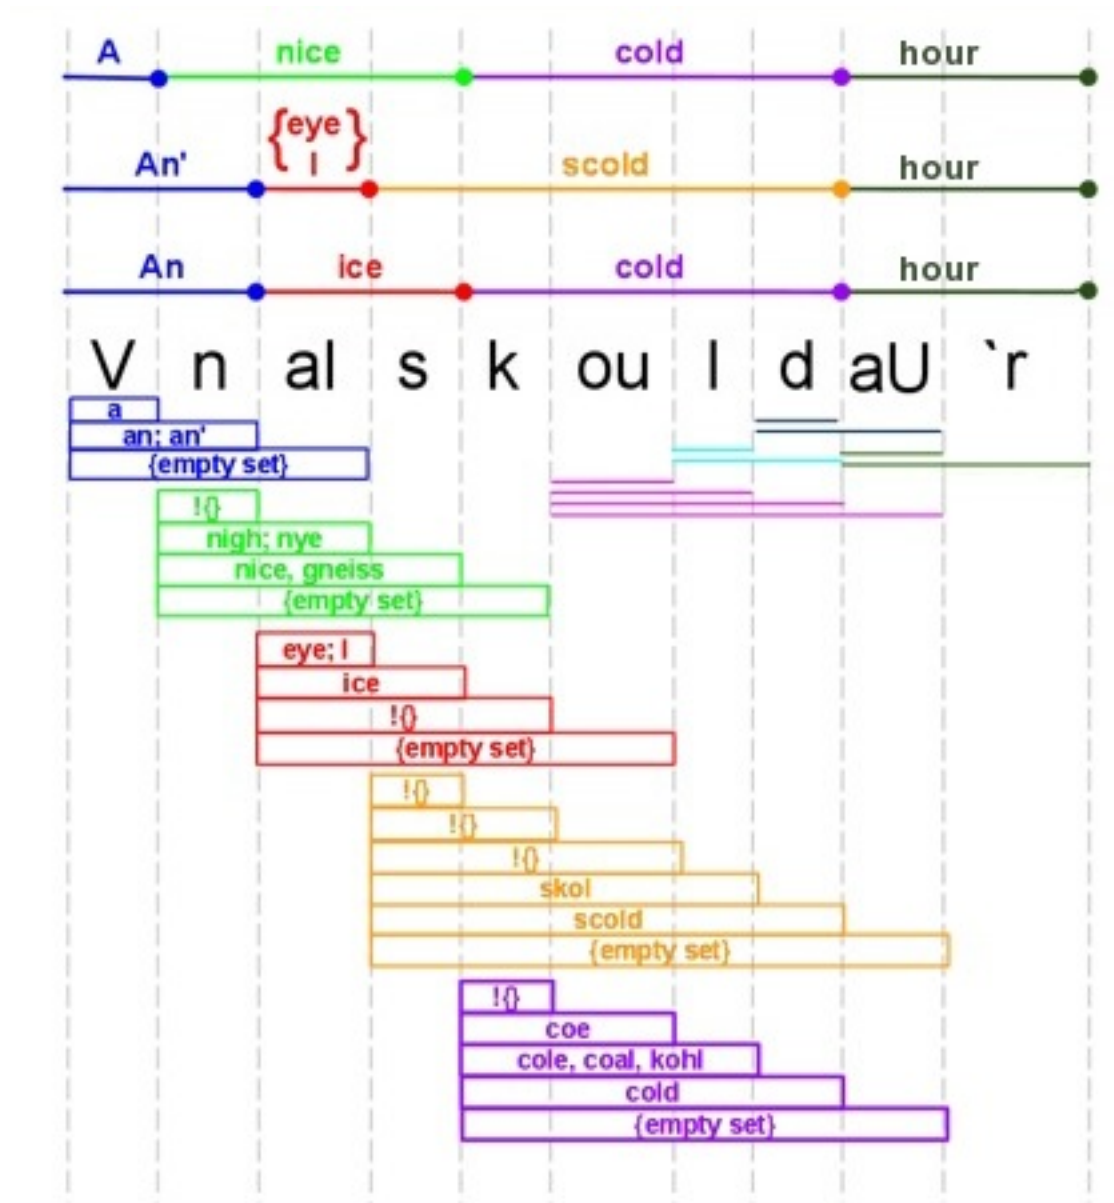 A nice cold hour
{eye
I}
An' scold hour
An ice cold hour
V n aI s k ou l d aU `r
a
an; an'
{empty set}
!{}
nigh; nye
nice, gneiss
{empty set}
eye; I
ice
!{}
{empty set}
!{}
!{}
!{}
skol
scold
{empty set}
!{}
coe
cole, coal, kohl
cold
{empty set}